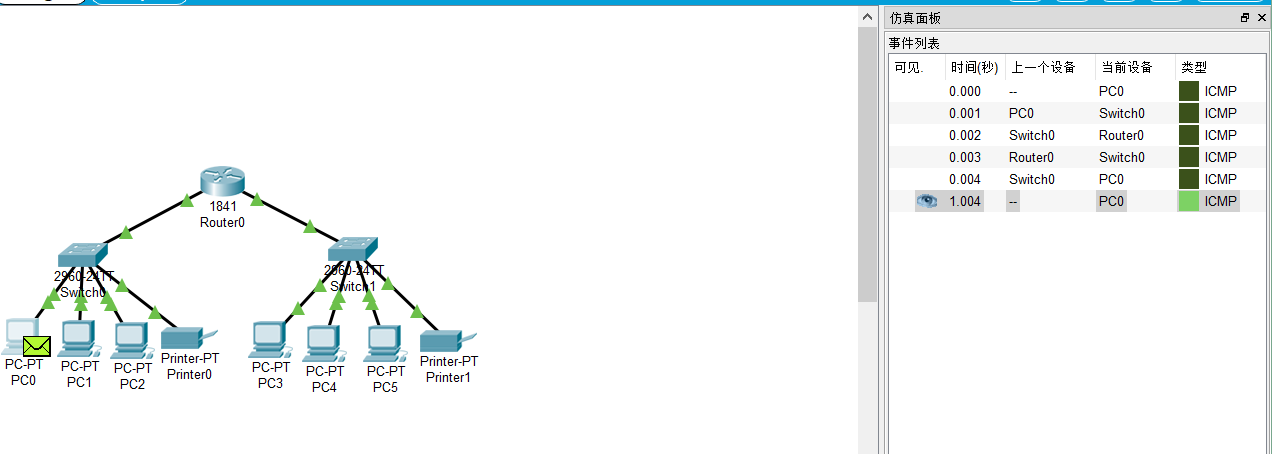 仿真面板
事件列表
可见. 时间(秒) 上一个设备 当前设备 类型
0.000 -- PC0 ICMP
0.001 PC0 Switch0 ICMP
0.002 Switch0 Router0 ICMP
0.003 Router0 Switch0 ICMP
0.004 Switch0 PC0 ICMP
1.004 -- PC0 ICMP
1841
Router0
2960-24TT
Switch0
2960-24TT
Switch1
PC-PT
PC0
PC-PT
PC1
PC-PT
PC2
Printer-PT
Printer0
PC-PT
PC3
PC-PT
PC4
PC-PT
PC5
Printer-PT
Printer1